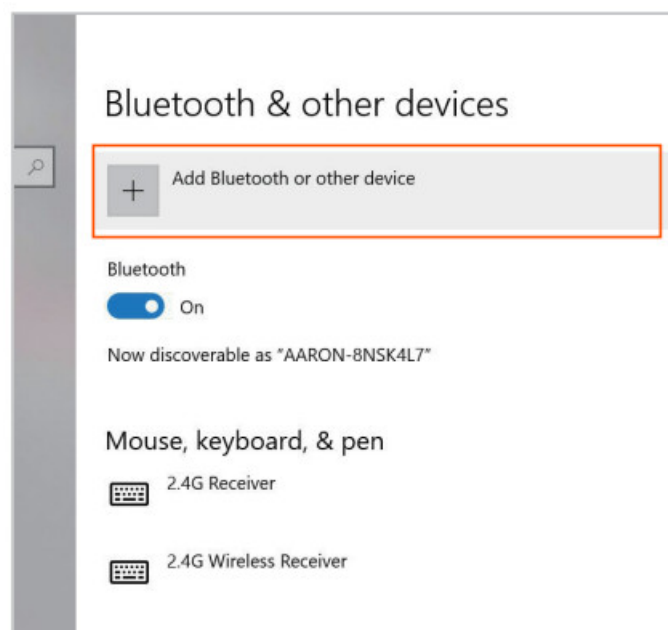 Bluetooth & other devices
Add Bluetooth or other device
Bluetooth
On
Now discoverable as "AARON-8NSK4L7"
Mouse, keyboard, & pen
2.4G Receiver
2.4G Wireless Receiver